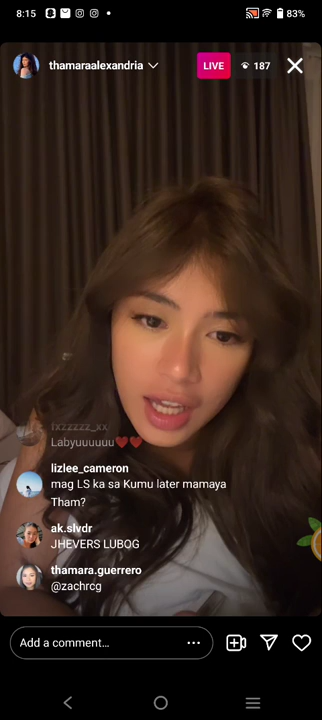 8:15
83%
thamaraalexandria
LIVE
187
fxzzzzz_xx
Labyuuuuuu❤️❤️
lizlee_cameron
mag LS ka sa Kumu later mamaya
Tham?
ak.slvdr
JHEVERS LUBOG
thamara.guerrero
@zachrcg
Add a comment...